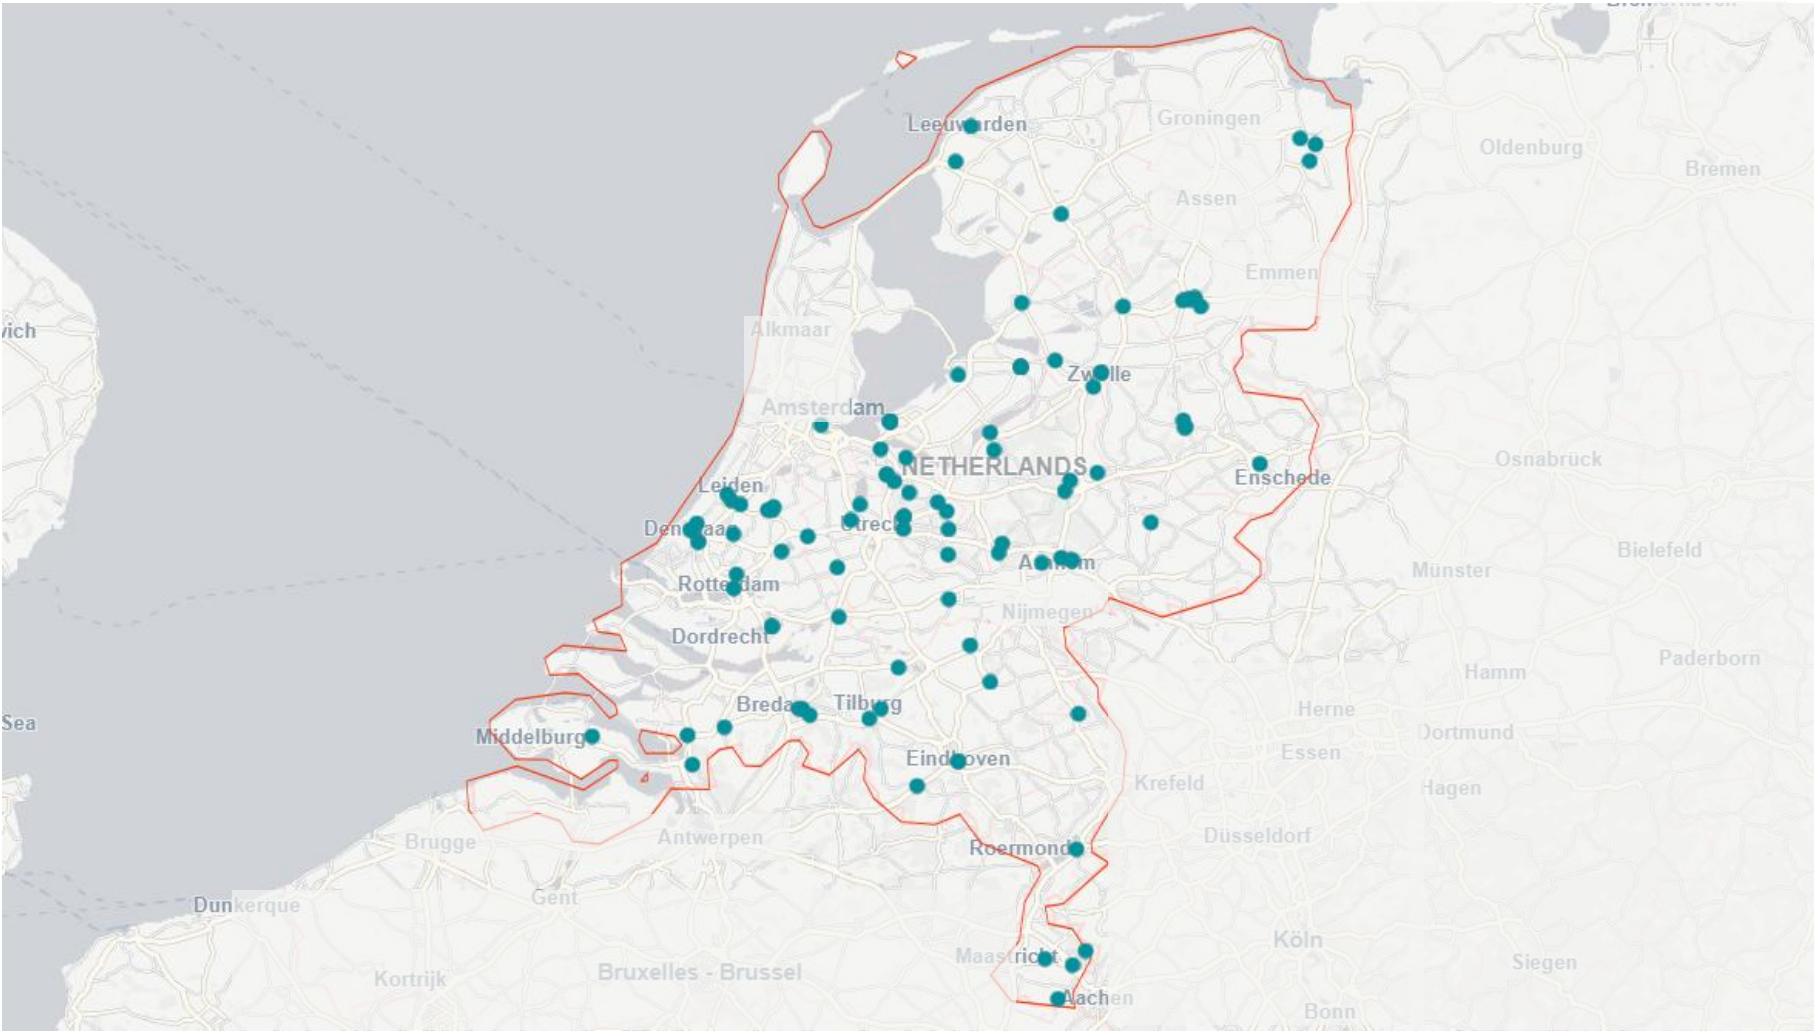 Leeuwarden
Groningen
Oldenburg
Bremen
Assen
Emmen
Alkmaar
Zwolle
Amsterdam
NETHERLANDS
Osnabrück
Enschede
Leiden
Den Haag
Utrecht
Bielefeld
Arnhem
Münster
Rotterdam
Nijmegen
Dordrecht
Paderborn
Hamm
Breda
Tilburg
Herne
Sea
Middelburg
Dortmund
Essen
Eindhoven
Krefeld
Hagen
Düsseldorf
Antwerpen
Brugge
Roermond
Gent
Dunkerque
Köln
Maastricht
Siegen
Bruxelles - Brussel
Kortrijk
Aachen
Bonn